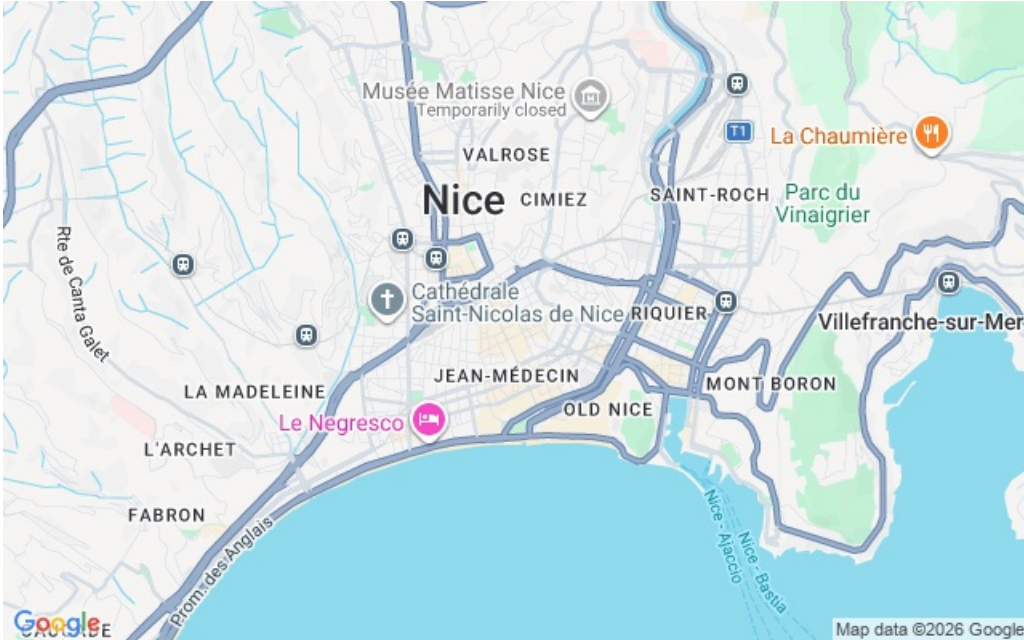 Musée Matisse Nice
Temporarily closed
T1
La Chaumière
VALROSE
Nice
CIMIEZ
SAINT-ROCH
Parc du
Vinaigrier
Rte de Canta Galet
Cathédrale
Saint-Nicolas de Nice
RIQUIER
Villefranche-sur-Mer
JEAN-MÉDECIN
MONT BORON
LA MADELEINE
OLD NICE
Le Negresco
L'ARCHET
FABRON
Prom. des Anglais
Nice - Ajaccio
Nice - Bastia
Google
Map data ©2026 Google